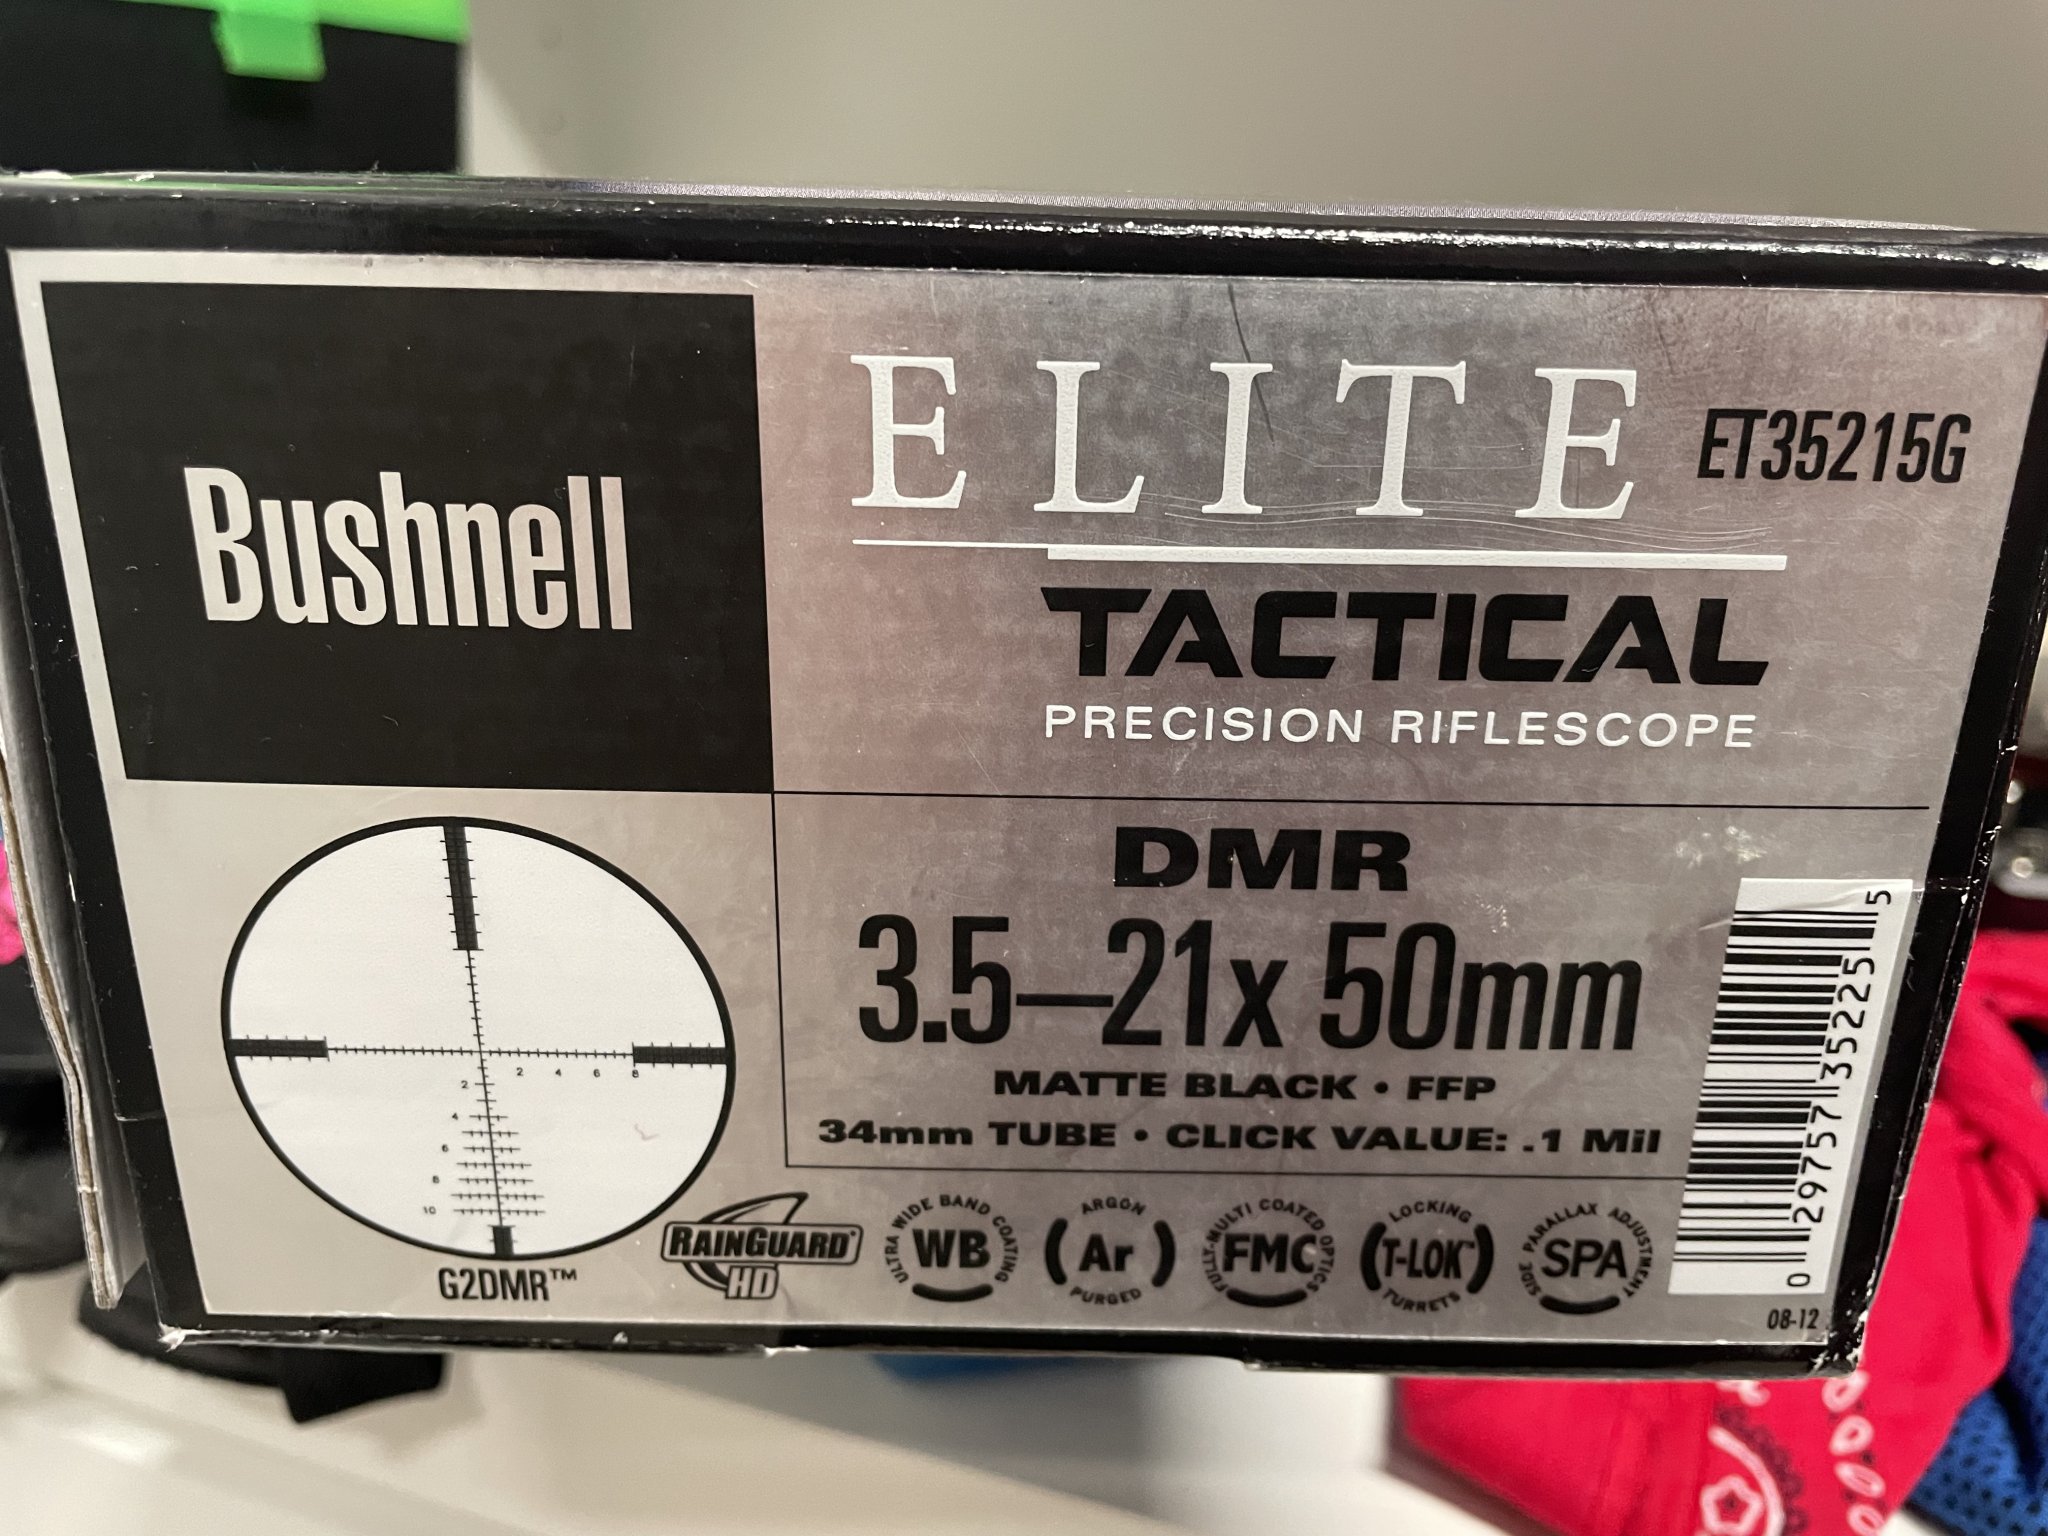 Bushnell
ELITE
ET35215G
TACTICAL
PRECISION RIFLESCOPE
DMR
3.5–21x 50mm
MATTE BLACK • FFP
34mm TUBE • CLICK VALUE: .1 Mil
2 4 6 8
2
4
6
8
10
G2DMR™
RAINGUARD®
HD
ULTRA WIDE BAND COATING
WB
ARGON
Ar
PURGED
FULLY-MULTI COATED OPTICS
FMC
LOCKING
T-LOK™
TURRETS
SIDE PARALLAX ADJUSTMENT
SPA
0 29757 35225 5
08-12